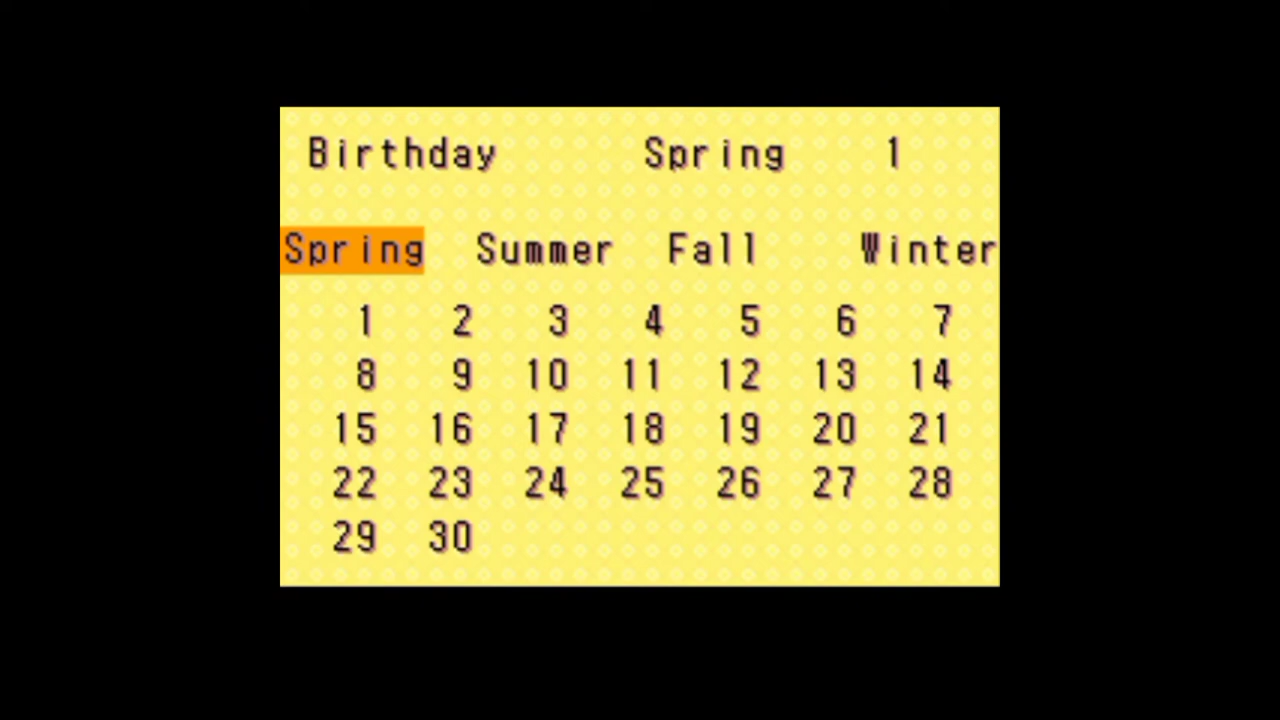 Birthday Spring 1
Spring Summer Fall Winter
1 2 3 4 5 6 7
8 9 10 11 12 13 14
15 16 17 18 19 20 21
22 23 24 25 26 27 28
29 30